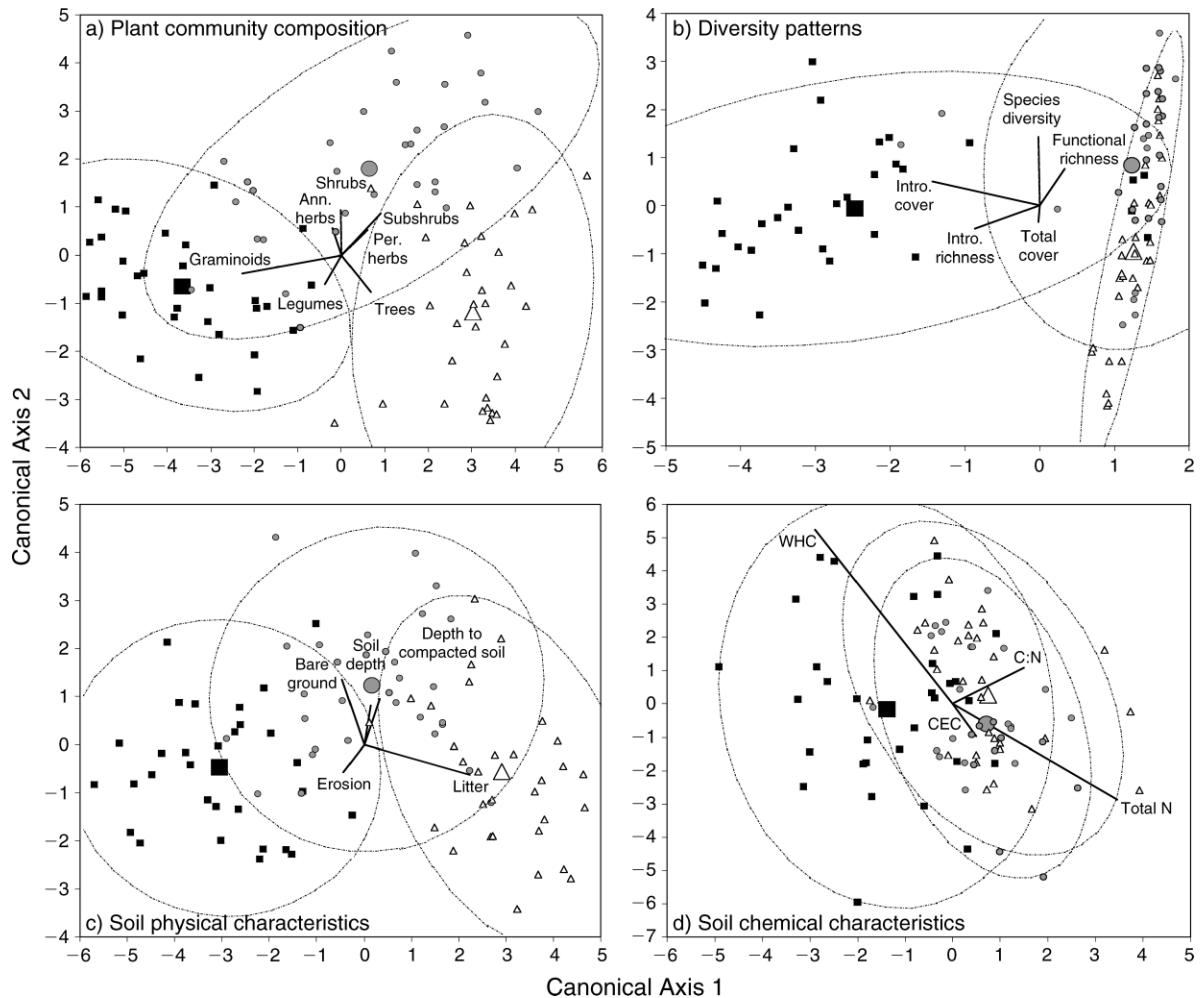 a) Plant community composition
Shrubs
Ann.
herbs
Subshrubs
Per.
herbs
Graminoids
Legumes
Trees
5
4
3
2
1
0
−1
−2
−3
−4
−6 −5 −4 −3 −2 −1 0 1 2 3 4 5 6
b) Diversity patterns
Species
diversity
Functional
richness
Intro.
cover
Intro.
richness
Total
cover
4
3
2
1
0
−1
−2
−3
−4
−5
−5 −4 −3 −2 −1 0 1 2
Canonical Axis 2
c) Soil physical characteristics
Depth to
compacted soil
Soil
depth
Bare
ground
Erosion
Litter
5
4
3
2
1
0
−1
−2
−3
−4
−6 −5 −4 −3 −2 −1 0 1 2 3 4 5
d) Soil chemical characteristics
WHC
C:N
CEC
Total N
6
5
4
3
2
1
0
−1
−2
−3
−4
−5
−6
−7
−6 −5 −4 −3 −2 −1 0 1 2 3 4 5
Canonical Axis 1